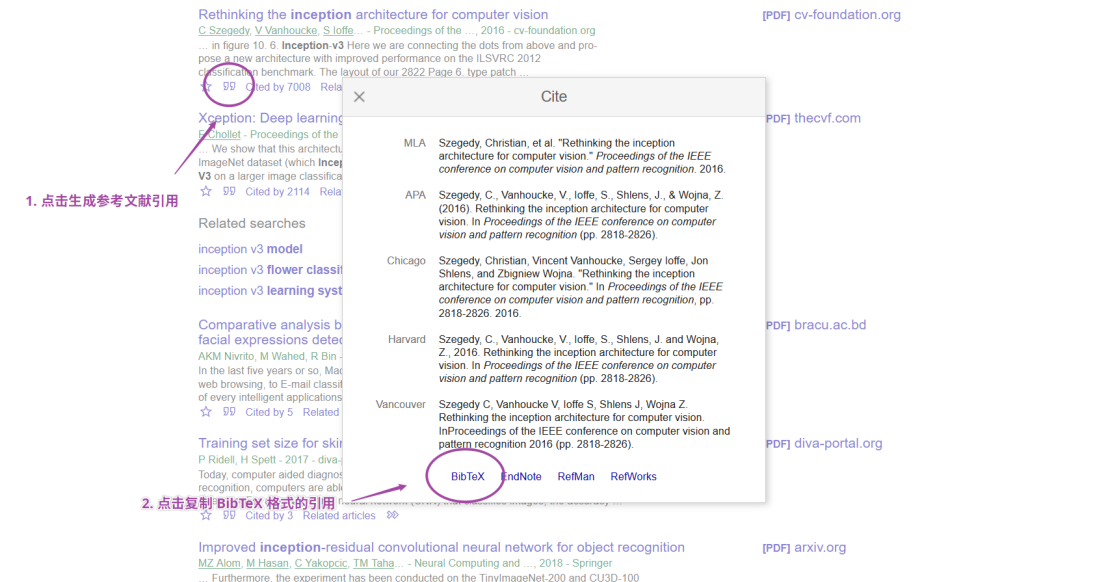 Rethinking the inception architecture for computer vision
[PDF] cv-foundation.org
C Szegedy, V Vanhoucke, S Ioffe... - Proceedings of the ..., 2016 - cv-foundation.org
... in figure 10. 6. Inception-v3 Here we are connecting the dots from above and pro-
pose a new architecture with improved performance on the ILSVRC 2012
classification benchmark. The layout of our 2822 Page 6. type patch ...
Cited by 7008 Rela
Xception: Deep learning
[PDF] thecvf.com
F Chollet - Proceedings of the
... We show that this architectu
ImageNet dataset (which Incep
V3 on a larger image classifica
Cited by 2114 Rela
1. 点击生成参考文献引用
Related searches
inception v3 model
inception v3 flower classif
inception v3 learning syst
Comparative analysis b
facial expressions detec
PDF] bracu.ac.bd
AKM Nivrito, M Wahed, R Bin -
In the last five years or so, Mac
web browsing, to E-mail classif
of every intelligent applications
Cited by 5 Related
Training set size for skin
PDF] diva-portal.org
P Ridell, H Spett - 2017 - diva-
Today, computer aided diagnos
recognition, computers are able
2. 点击复制 BibTeX 格式的引用
Cited by 3 Related articles
Improved inception-residual convolutional neural network for object recognition
[PDF] arxiv.org
MZ Alom, M Hasan, C Yakopcic, TM Taha... - Neural Computing and ..., 2018 - Springer
... Furthermore, the experiment has been conducted on the TinyImageNet-200 and CU3D-100
Cite
MLA
Szegedy, Christian, et al. "Rethinking the inception
architecture for computer vision." Proceedings of the IEEE
conference on computer vision and pattern recognition. 2016.
APA
Szegedy, C., Vanhoucke, V., Ioffe, S., Shlens, J., & Wojna, Z.
(2016). Rethinking the inception architecture for computer
vision. In Proceedings of the IEEE conference on computer
vision and pattern recognition (pp. 2818-2826).
Chicago
Szegedy, Christian, Vincent Vanhoucke, Sergey Ioffe, Jon
Shlens, and Zbigniew Wojna. "Rethinking the inception
architecture for computer vision." In Proceedings of the IEEE
conference on computer vision and pattern recognition, pp.
2818-2826. 2016.
Harvard
Szegedy, C., Vanhoucke, V., Ioffe, S., Shlens, J. and Wojna,
Z., 2016. Rethinking the inception architecture for computer
vision. In Proceedings of the IEEE conference on computer
vision and pattern recognition (pp. 2818-2826).
Vancouver
Szegedy C, Vanhoucke V, Ioffe S, Shlens J, Wojna Z.
Rethinking the inception architecture for computer vision.
InProceedings of the IEEE conference on computer vision and
pattern recognition 2016 (pp. 2818-2826).
BibTeX EndNote RefMan RefWorks